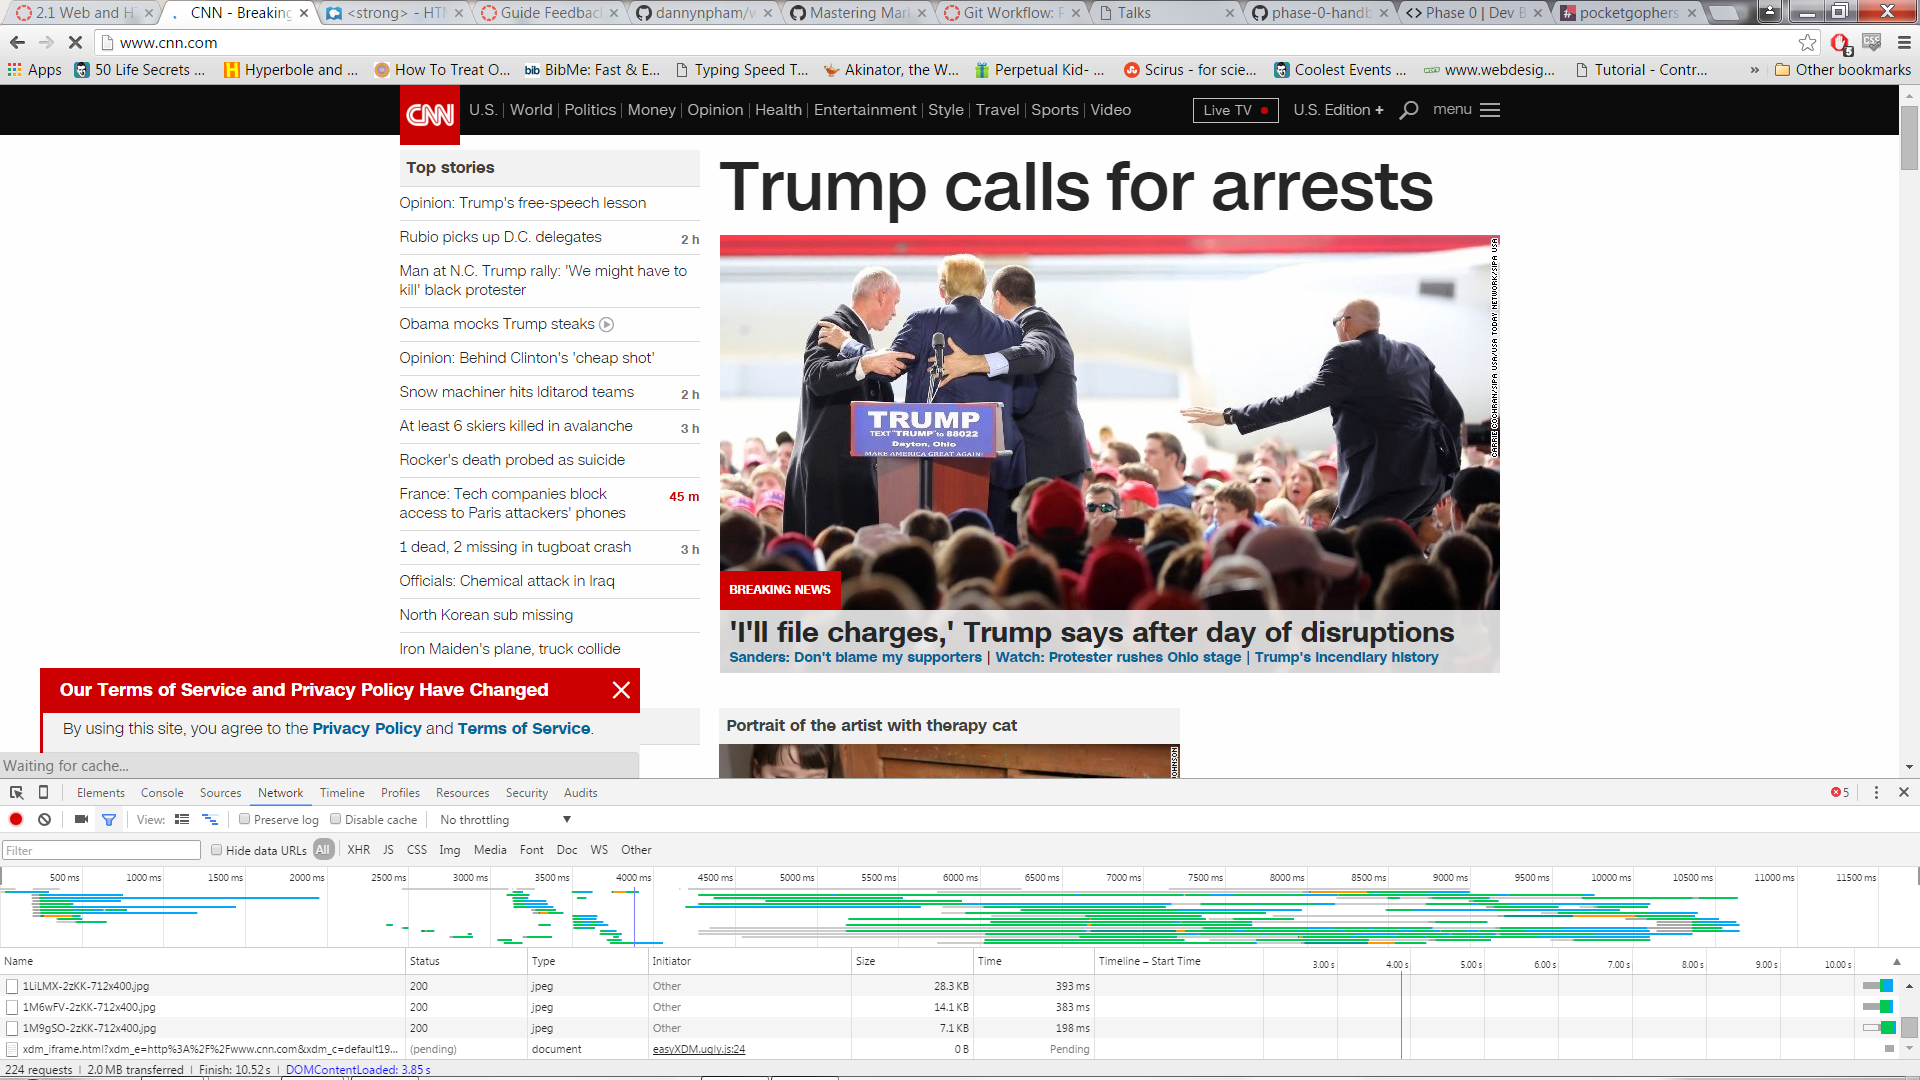 2.1 Web and H
CNN - Breaking
<strong> - HTM
Guide Feedback
dannynpham/w
Mastering Mark
Git Workflow: F
Talks
phase-0-handb
Phase 0 | Dev B
pocketgophers
www.cnn.com
Apps
50 Life Secrets ...
Hyperbole and ...
How To Treat O...
bib BibMe: Fast & E...
Typing Speed T...
Akinator, the W...
Perpetual Kid- ...
Scirus - for scie...
Coolest Events ...
www.webdesig...
Tutorial - Contr...
»
Other bookmarks
CNN
U.S. | World | Politics | Money | Opinion | Health | Entertainment | Style | Travel | Sports | Video
Live TV
U.S. Edition +
menu
Top stories
Opinion: Trump's free-speech lesson
Rubio picks up D.C. delegates 2 h
Man at N.C. Trump rally: 'We might have to
kill' black protester
Obama mocks Trump steaks
Opinion: Behind Clinton's 'cheap shot'
Snow machiner hits Iditarod teams 2 h
At least 6 skiers killed in avalanche 3 h
Rocker's death probed as suicide
France: Tech companies block 45 m
access to Paris attackers' phones
1 dead, 2 missing in tugboat crash 3 h
Officials: Chemical attack in Iraq
North Korean sub missing
Iron Maiden's plane, truck collide
Trump calls for arrests
CARRIE COCHRAN/SIPA USA/USA TODAY NETWORK/SIPA USA
TRUMP
TEXT "TRUMP" to 88022
Dayton, Ohio
MAKE AMERICA GREAT AGAIN!
BREAKING NEWS
'I'll file charges,' Trump says after day of disruptions
Sanders: Don't blame my supporters | Watch: Protester rushes Ohio stage | Trump's incendiary history
Our Terms of Service and Privacy Policy Have Changed
By using this site, you agree to the Privacy Policy and Terms of Service.
Portrait of the artist with therapy cat
JOHNSON
Waiting for cache...
Elements Console Sources Network Timeline Profiles Resources Security Audits
5
View:
Preserve log
Disable cache
No throttling
Filter
Hide data URLs
All XHR JS CSS Img Media Font Doc WS Other
500 ms 1000 ms 1500 ms 2000 ms 2500 ms 3000 ms 3500 ms 4000 ms 4500 ms 5000 ms 5500 ms 6000 ms 6500 ms 7000 ms 7500 ms 8000 ms 8500 ms 9000 ms 9500 ms 10000 ms 10500 ms 11000 ms 11500 ms
Name Status Type Initiator Size Time Timeline – Start Time 3.00 s 4.00 s 5.00 s 6.00 s 7.00 s 8.00 s 9.00 s 10.00 s
1LiLMX-2zKK-712x400.jpg 200 jpeg Other 28.3 KB 393 ms
1M6wFV-2zKK-712x400.jpg 200 jpeg Other 14.1 KB 383 ms
1M9gSO-2zKK-712x400.jpg 200 jpeg Other 7.1 KB 198 ms
xdm_iframe.html?xdm_e=http%3A%2F%2Fwww.cnn.com&xdm_c=default19... (pending) document easyXDM.ugly.js:24 0 B Pending
224 requests | 2.0 MB transferred | Finish: 10.52 s | DOMContentLoaded: 3.85 s